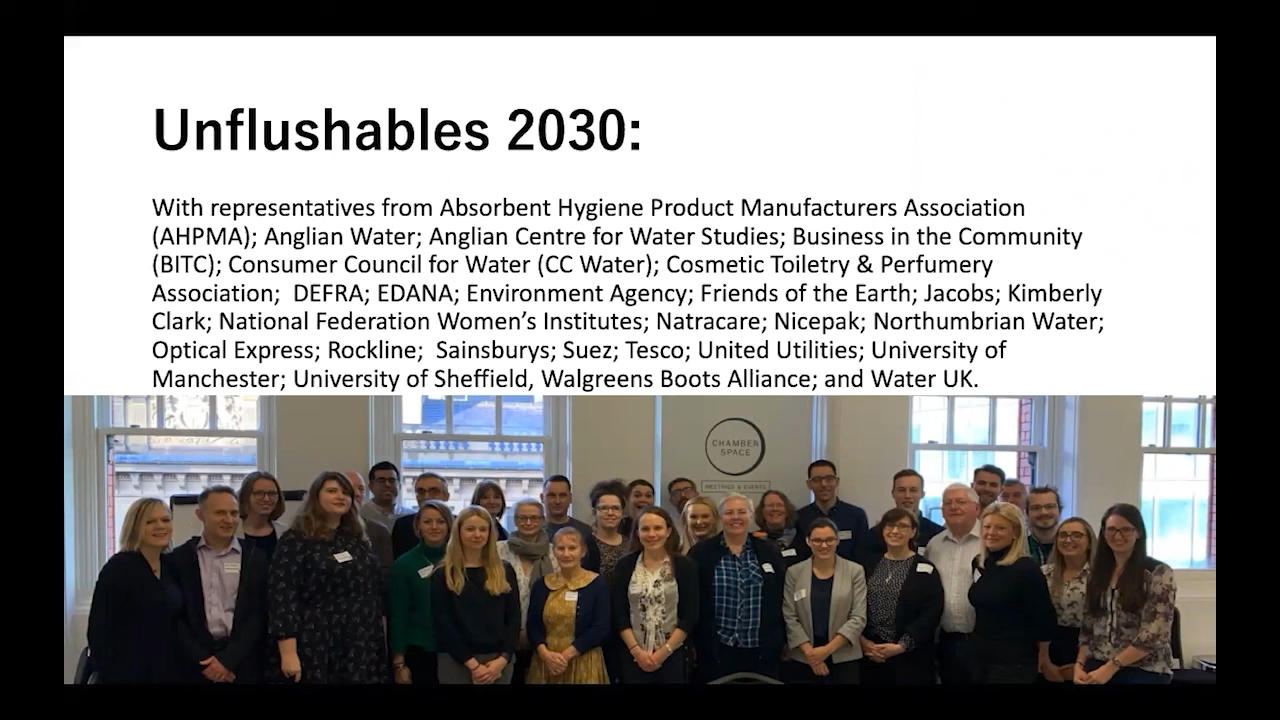 Unflushables 2030:
With representatives from Absorbent Hygiene Product Manufacturers Association
(AHPMA); Anglian Water; Anglian Centre for Water Studies; Business in the Community
(BITC); Consumer Council for Water (CC Water); Cosmetic Toiletry & Perfumery
Association;  DEFRA; EDANA; Environment Agency; Friends of the Earth; Jacobs; Kimberly
Clark; National Federation Women’s Institutes; Natracare; Nicepak; Northumbrian Water;
Optical Express; Rockline;  Sainsburys; Suez; Tesco; United Utilities; University of
Manchester; University of Sheffield, Walgreens Boots Alliance; and Water UK.
CHAMBER
SPACE
MEETINGS & EVENTS